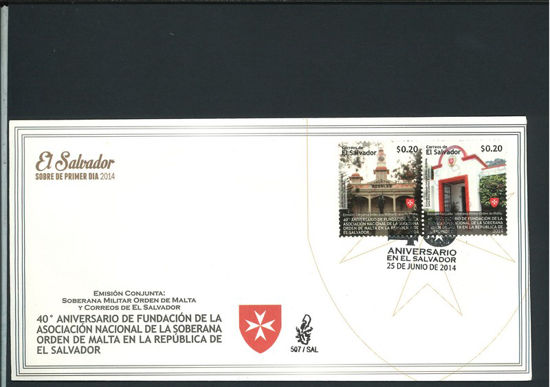 El Salvador
SOBRE DE PRIMER DIA 2014
Correos de
EL SALVADOR
$0.20
40° ANIVERSARIO DE FUNDACIÓN DE LA
ASOCIACIÓN NACIONAL DE LA SOBERANA
ORDEN DE MALTA EN LA REPÚBLICA DE
EL SALVADOR.
Correos de
EL SALVADOR
$0.20
ANIVERSARIO
EN EL SALVADOR
25 DE JUNIO DE 2014
EMISIÓN CONJUNTA:
SOBERANA MILITAR ORDEN DE MALTA
Y CORREOS DE EL SALVADOR
40° ANIVERSARIO DE FUNDACIÓN DE LA
ASOCIACIÓN NACIONAL DE LA SOBERANA
ORDEN DE MALTA EN LA REPÚBLICA DE
EL SALVADOR
507 / SAL